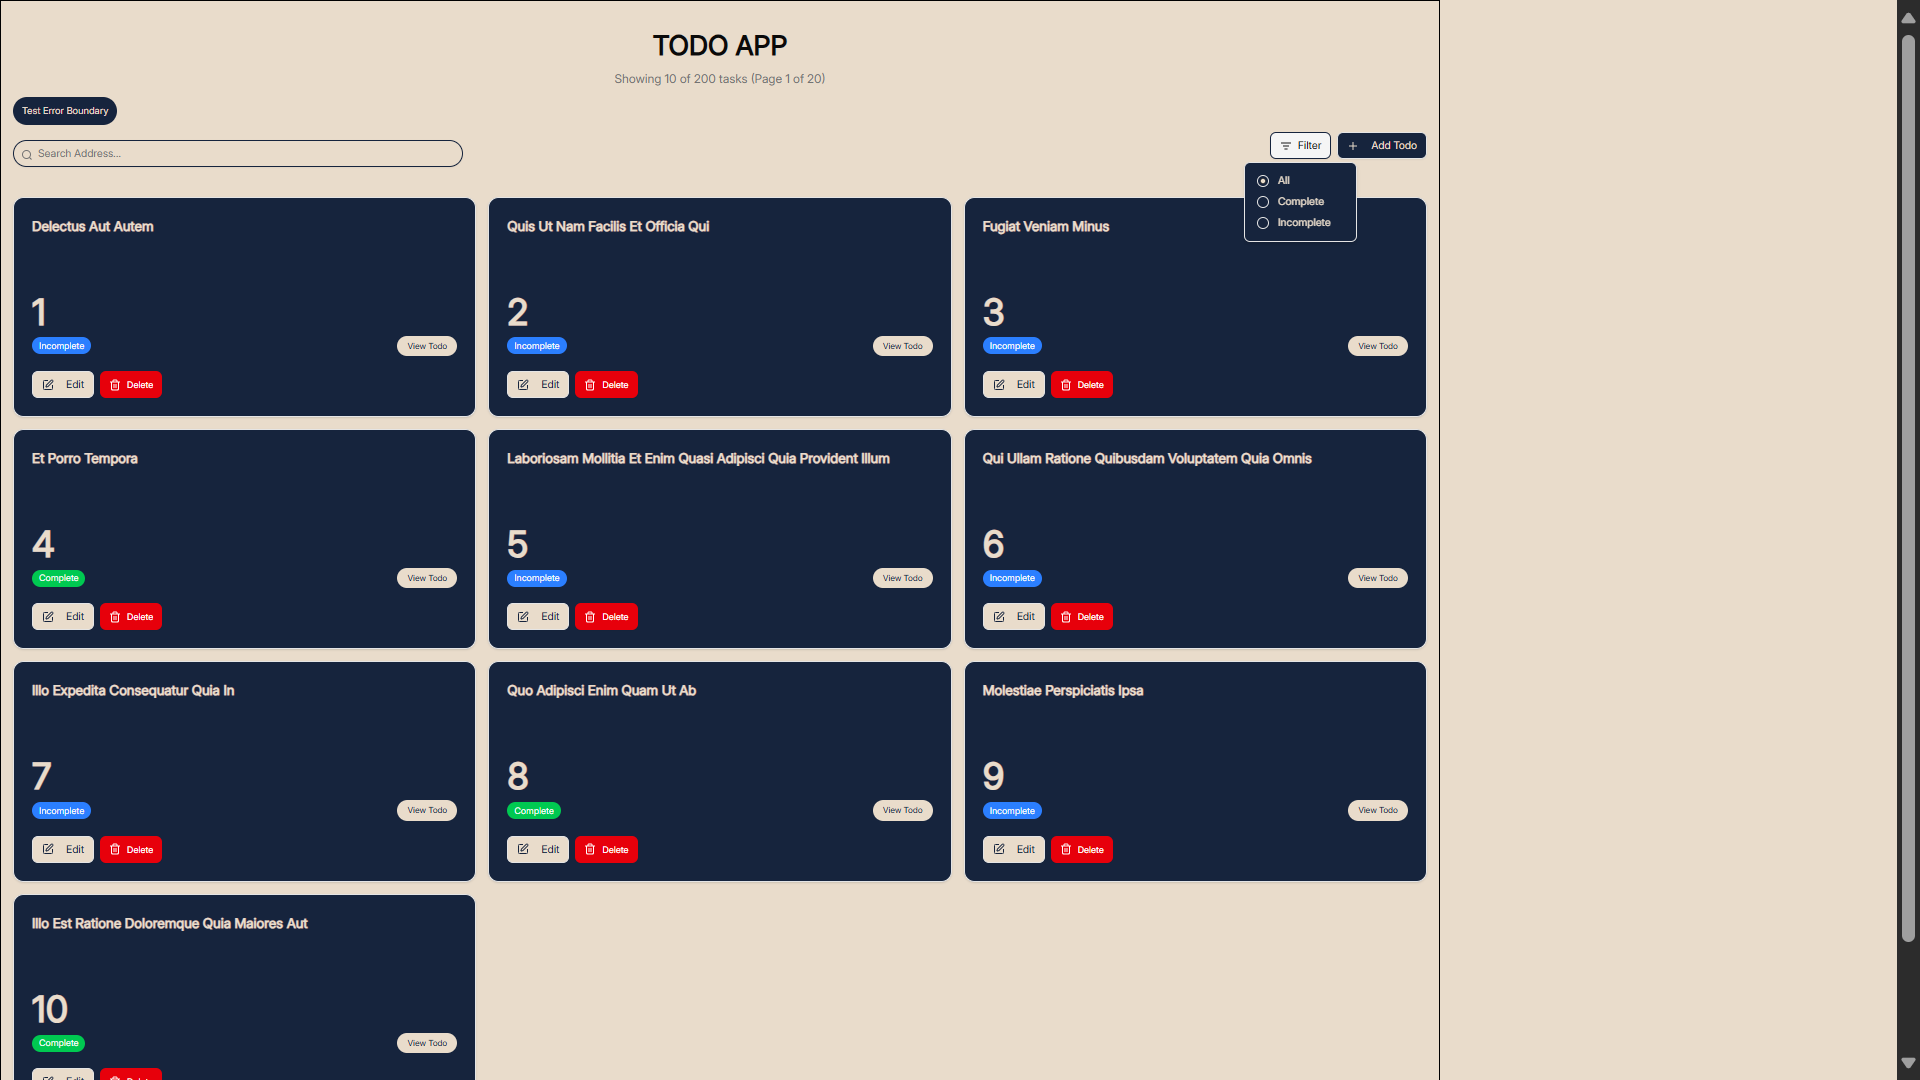 TODO APP
Showing 10 of 200 tasks (Page 1 of 20)
Test Error Boundary
Search Address...
Filter
Add Todo
All
Complete
Incomplete
Delectus Aut Autem
1
Incomplete
View Todo
Edit
Delete
Quis Ut Nam Facilis Et Officia Qui
2
Incomplete
View Todo
Edit
Delete
Fugiat Veniam Minus
3
Incomplete
View Todo
Edit
Delete
Et Porro Tempora
4
Complete
View Todo
Edit
Delete
Laboriosam Mollitia Et Enim Quasi Adipisci Quia Provident Illum
5
Incomplete
View Todo
Edit
Delete
Qui Ullam Ratione Quibusdam Voluptatem Quia Omnis
6
Incomplete
View Todo
Edit
Delete
Illo Expedita Consequatur Quia In
7
Incomplete
View Todo
Edit
Delete
Quo Adipisci Enim Quam Ut Ab
8
Complete
View Todo
Edit
Delete
Molestiae Perspiciatis Ipsa
9
Incomplete
View Todo
Edit
Delete
Illo Est Ratione Doloremque Quia Maiores Aut
10
Complete
View Todo
Edit
Delete